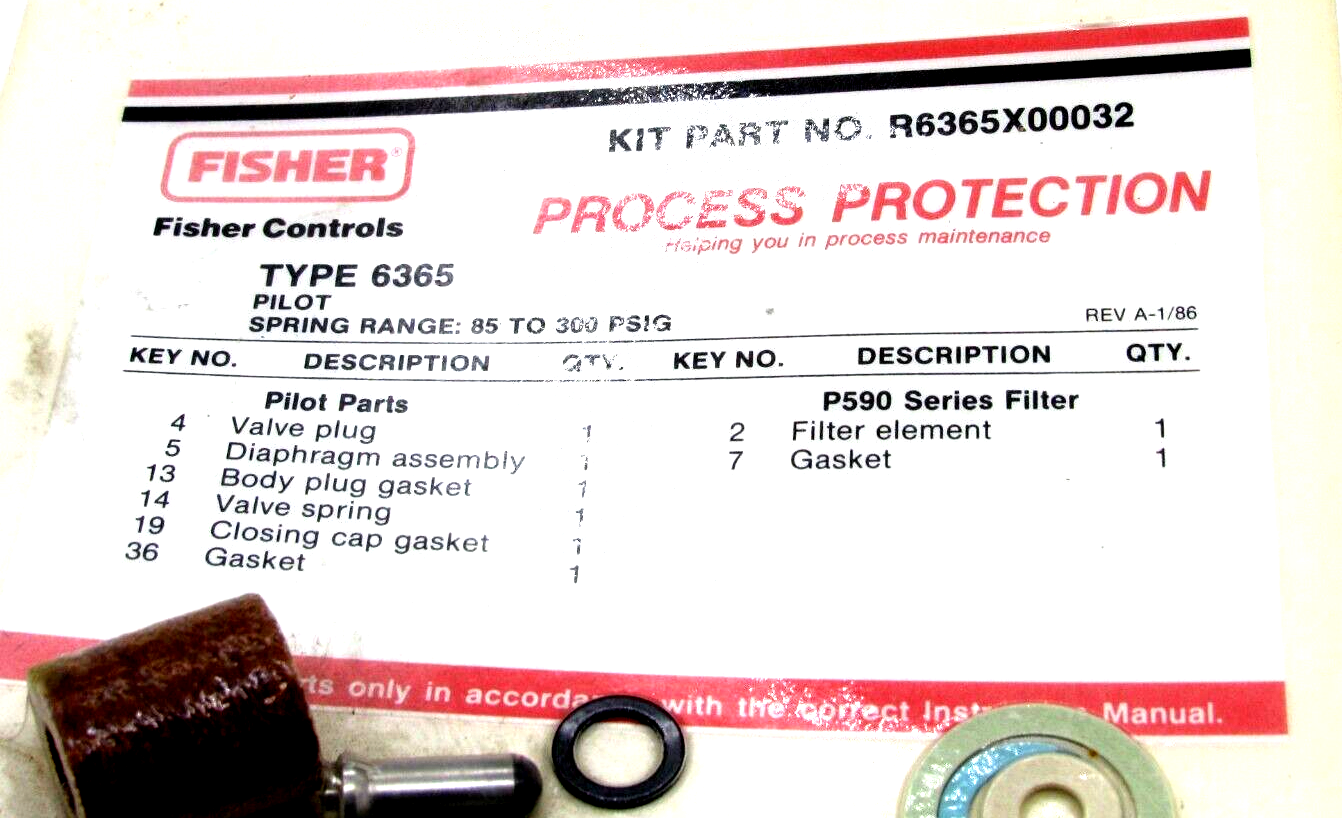 KIT PART NO. R6365X00032
FISHER®
PROCESS PROTECTION
Fisher Controls
Helping you in process maintenance
TYPE 6365
PILOT
SPRING RANGE: 85 TO 300 PSIG
REV A-1/86
KEY NO. DESCRIPTION QTY. KEY NO. DESCRIPTION QTY.
Pilot Parts
4 Valve plug 1
5 Diaphragm assembly 1
13 Body plug gasket 1
14 Valve spring 1
19 Closing cap gasket 1
36 Gasket 1
P590 Series Filter
2 Filter element 1
7 Gasket 1
only in with the correct Manual.